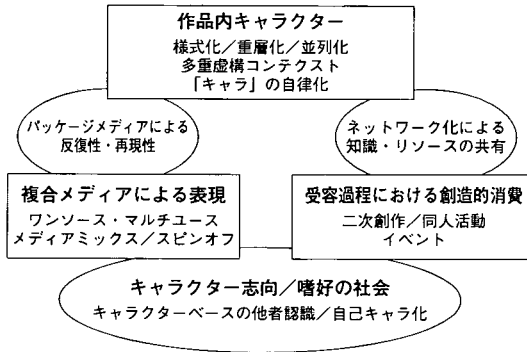 作品内キャラクター
様式化／重層化／並列化
多重虚構コンテクスト
「キャラ」の自律化
パッケージメディアによる
反復性・再現性
ネットワーク化による
知識・リソースの共有
複合メディアによる表現
ワンソース・マルチユース
メディアミックス／スピンオフ
受容過程における創造的消費
二次創作／同人活動
イベント
キャラクター志向／嗜好の社会
キャラクターベースの他者認識／自己キャラ化